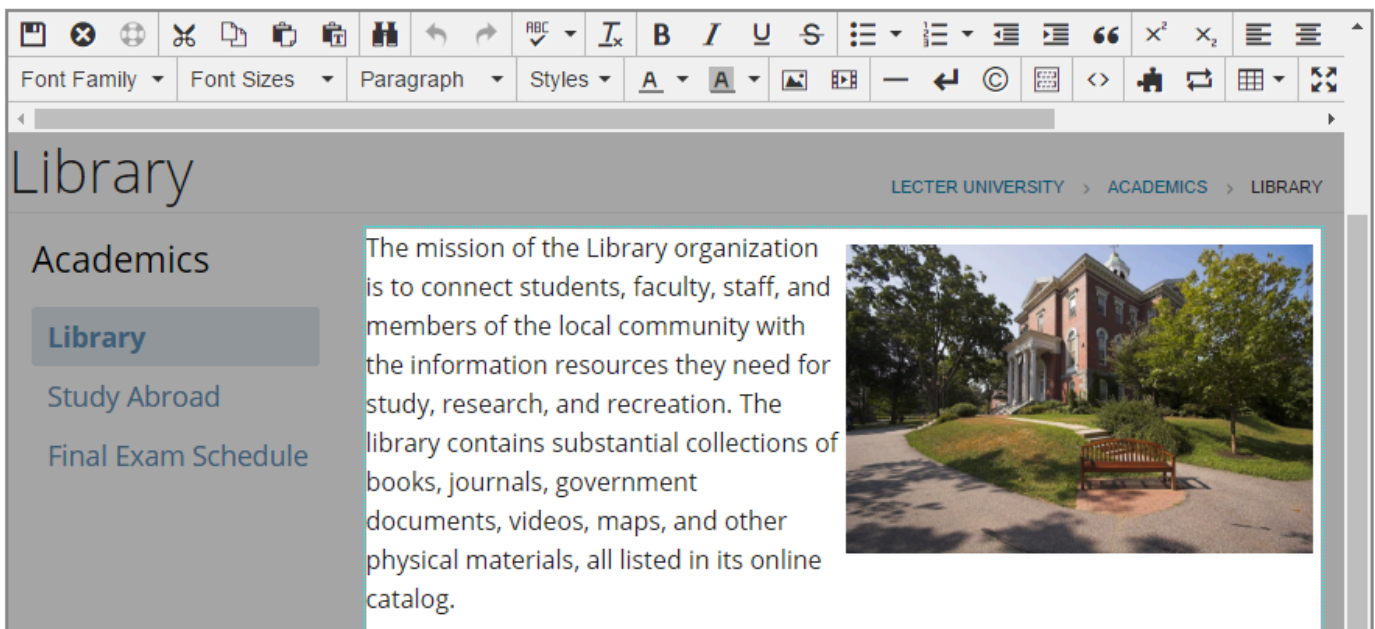 ABC
Font Family
Font Sizes
Paragraph
Styles
Library
LECTER UNIVERSITY > ACADEMICS > LIBRARY
Academics
Library
Study Abroad
Final Exam Schedule
The mission of the Library organization
is to connect students, faculty, staff, and
members of the local community with
the information resources they need for
study, research, and recreation. The
library contains substantial collections of
books, journals, government
documents, videos, maps, and other
physical materials, all listed in its online
catalog.